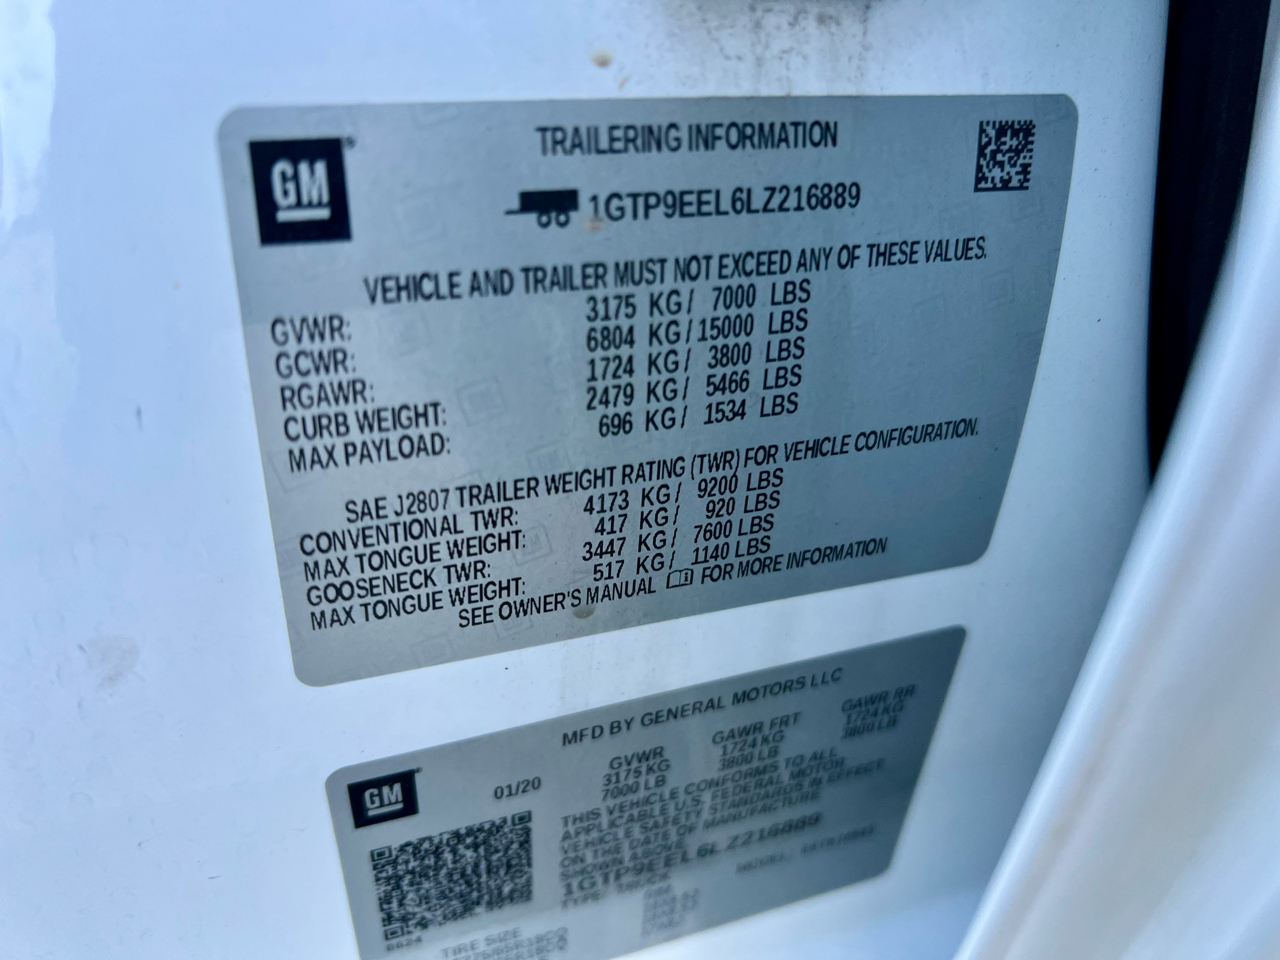 GM
TRAILERING INFORMATION
1GTP9EEL6LZ216889
VEHICLE AND TRAILER MUST NOT EXCEED ANY OF THESE VALUES.
GVWR: 3175 KG/ 7000 LBS
GCWR: 6804 KG/ 15000 LBS
RGAWR: 1724 KG/ 3800 LBS
CURB WEIGHT: 2479 KG/ 5466 LBS
MAX PAYLOAD: 696 KG/ 1534 LBS
SAE J2807 TRAILER WEIGHT RATING (TWR) FOR VEHICLE CONFIGURATION.
CONVENTIONAL TWR: 4173 KG/ 9200 LBS
MAX TONGUE WEIGHT: 417 KG/ 920 LBS
GOOSENECK TWR: 3447 KG/ 7600 LBS
MAX TONGUE WEIGHT: 517 KG/ 1140 LBS
SEE OWNER'S MANUAL FOR MORE INFORMATION
MFD BY GENERAL MOTORS LLC
GM
01/20
GVWR GAWR FRT GAWR RR
3175 KG 1724 KG 1724 KG
7000 LB 3800 LB 3800 LB
THIS VEHICLE CONFORMS TO ALL
APPLICABLE U.S. FEDERAL MOTOR
VEHICLE SAFETY STANDARDS IN EFFECT
ON THE DATE OF MANUFACTURE
SHOWN ABOVE
1GTP9EEL6LZ216889
TYPE: TRUCK MODEL:
0624
TIRE SIZE